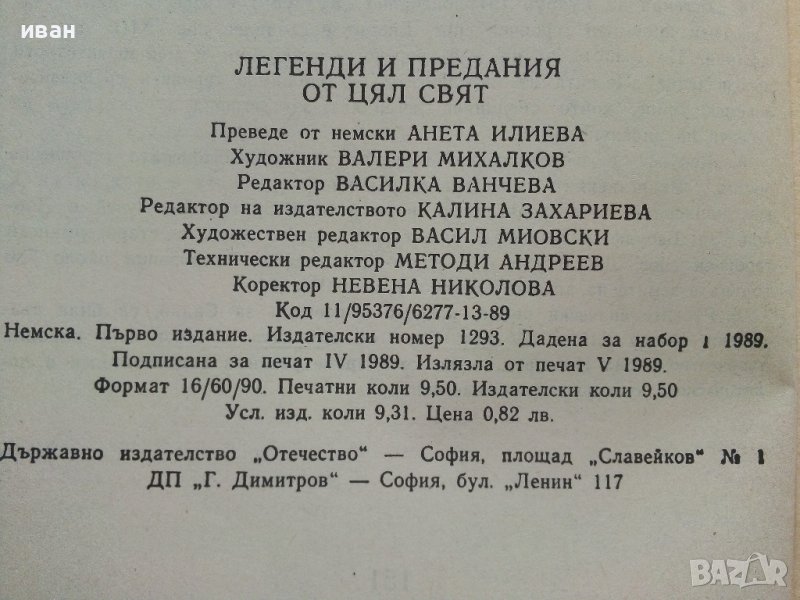 иван
ЛЕГЕНДИ И ПРЕДАНИЯ
ОТ ЦЯЛ СВЯТ
Преведе от немски АНЕТА ИЛИЕВА
Художник ВАЛЕРИ МИХАЛКОВ
Редактор ВАСИЛКА ВАНЧЕВА
Редактор на издателството КАЛИНА ЗАХАРИЕВА
Художествен редактор ВАСИЛ МИОВСКИ
Технически редактор МЕТОДИ АНДРЕЕВ
Коректор НЕВЕНА НИКОЛОВА
Код 11/95376/6277-13-89
Немска. Първо издание. Издателски номер 1293. Дадена за набор I 1989.
Подписана за печат IV 1989. Излязла от печат V 1989.
Формат 16/60/90. Печатни коли 9,50. Издателски коли 9,50
Усл. изд. коли 9,31. Цена 0,82 лв.
Държавно издателство „Отечество“ — София, площад „Славейков“ № 1
ДП „Г. Димитров“ — София, бул. „Ленин“ 117
BAZAR